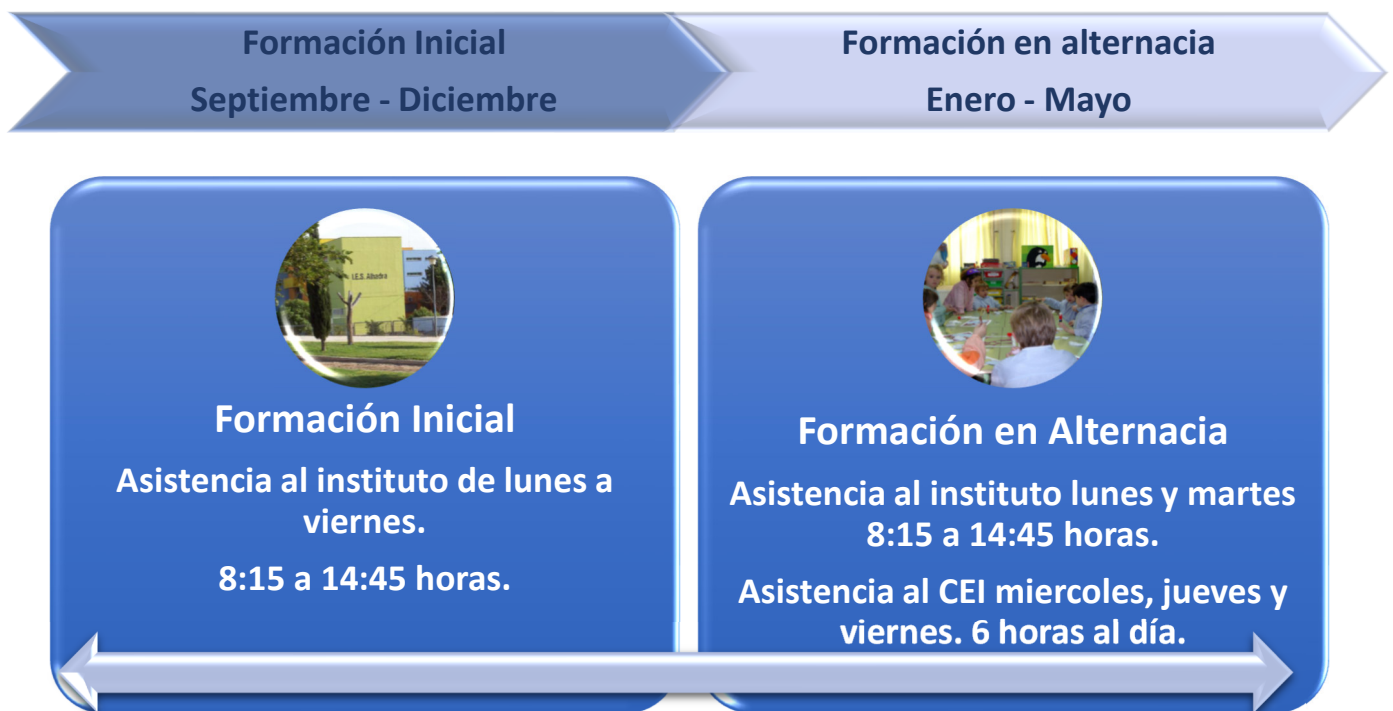 Formación Inicial
Septiembre - Diciembre
Formación en alternacia
Enero - Mayo
I.E.S. Albadra
Formación Inicial
Asistencia al instituto de lunes a
viernes.
8:15 a 14:45 horas.
Formación en Alternacia
Asistencia al instituto lunes y martes
8:15 a 14:45 horas.
Asistencia al CEI miercoles, jueves y
viernes. 6 horas al día.